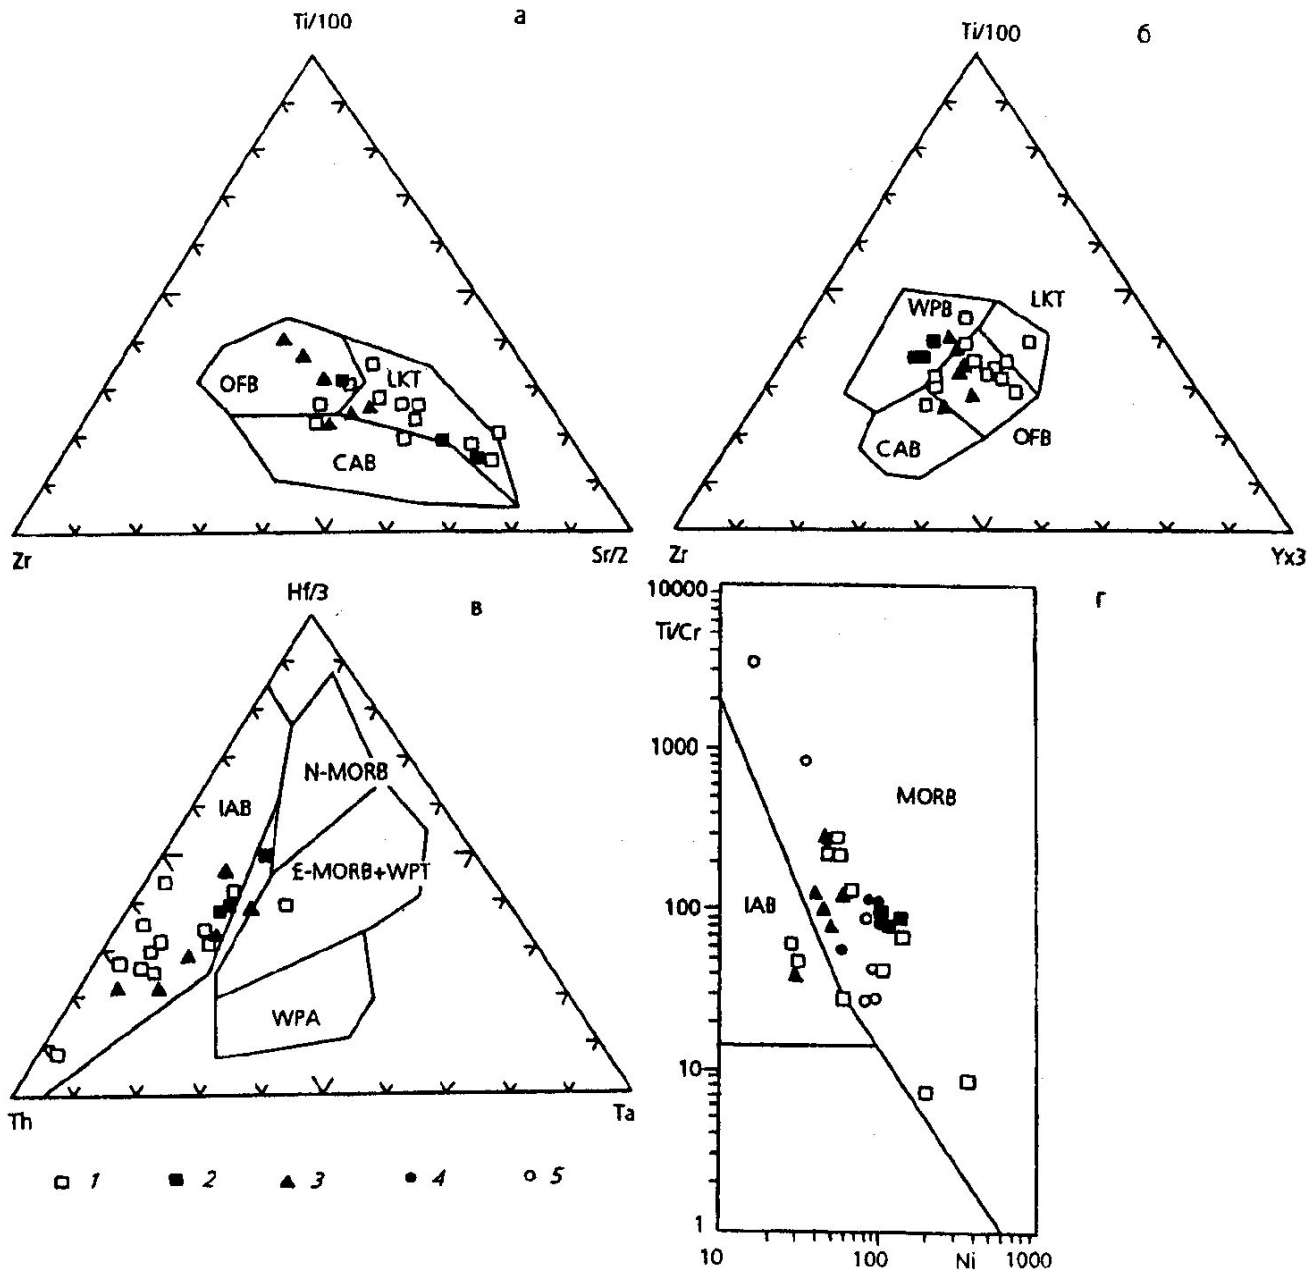 Ti/100
а
OFB
LKT
CAB
Zr
Sr/2
Ti/100
б
WPB
LKT
CAB
OFB
Zr
Yx3
Hf/3
в
N-MORB
IAB
E-MORB+WPT
WPA
Th
Ta
10000
г
Ti/Cr
1000
MORB
100
IAB
10
1
10
100
Ni
1000
1
2
3
4
5